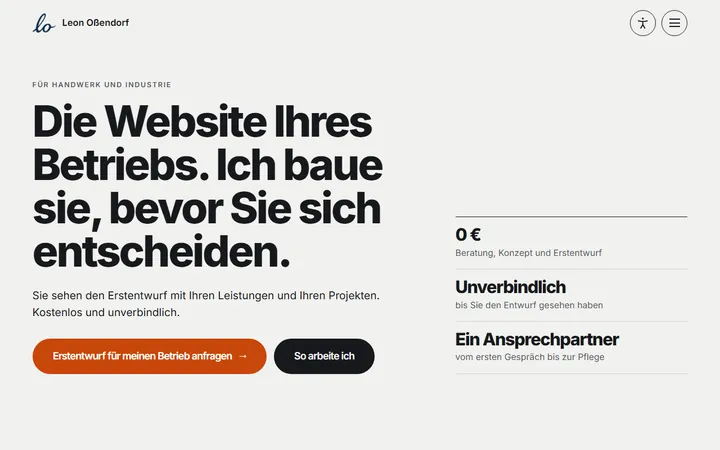 lo
Leon Oßendorf
FÜR HANDWERK UND INDUSTRIE
Die Website Ihres
Betriebs. Ich baue
sie, bevor Sie sich
entscheiden.
Sie sehen den Erstentwurf mit Ihren Leistungen und Ihren Projekten.
Kostenlos und unverbindlich.
Erstentwurf für meinen Betrieb anfragen →
So arbeite ich
0 €
Beratung, Konzept und Erstentwurf
Unverbindlich
bis Sie den Entwurf gesehen haben
Ein Ansprechpartner
vom ersten Gespräch bis zur Pflege